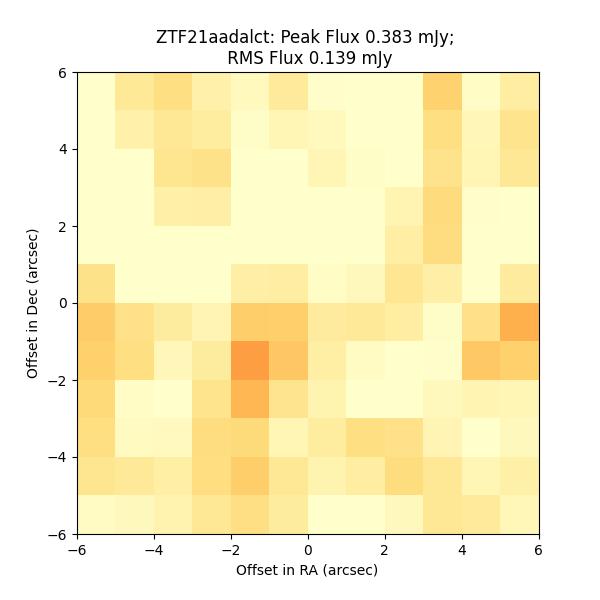 ZTF21aadalct: Peak Flux 0.383 mJy;
RMS Flux 0.139 mJy
6
4
2
0
−2
−4
−6
Offset in Dec (arcsec)
−6 −4 −2 0 2 4 6
Offset in RA (arcsec)